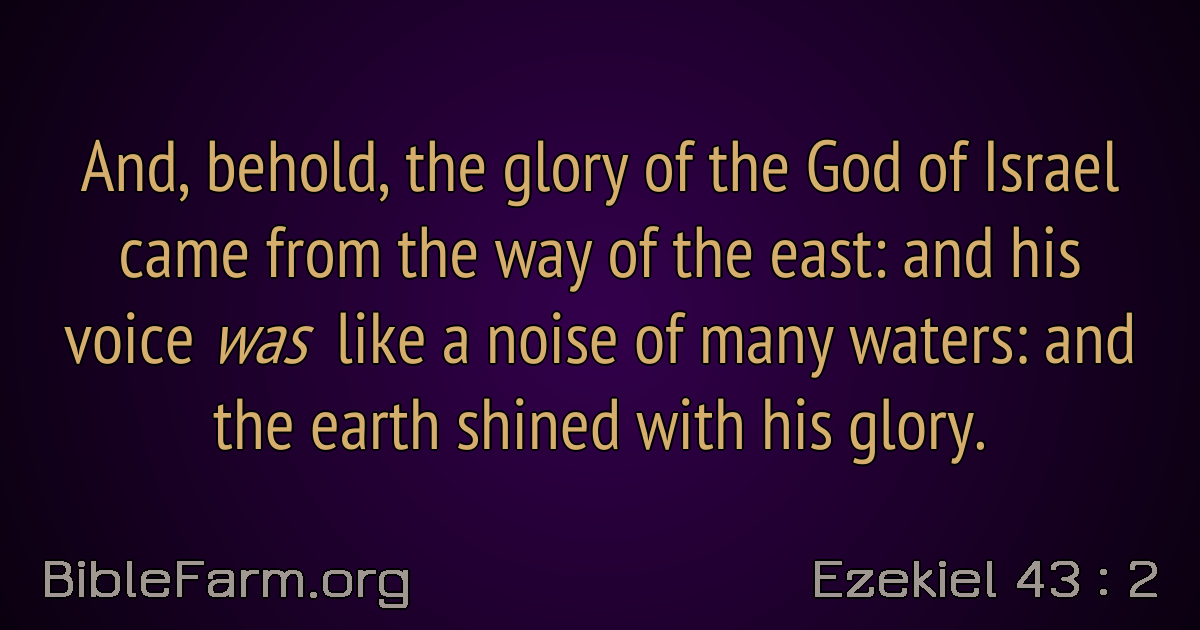 And, behold, the glory of the God of Israel
came from the way of the east: and his
voice was like a noise of many waters: and
the earth shined with his glory.
BibleFarm.org
Ezekiel 43 : 2